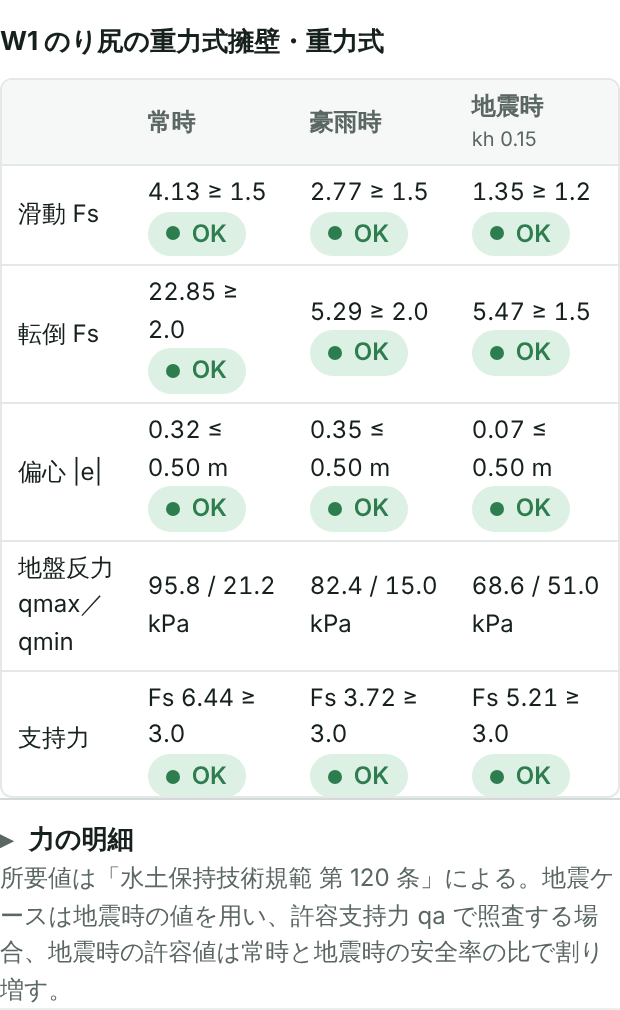 W1 のり尻の重力式擁壁・重力式
常時 豪雨時 地震時
kh 0.15
滑動 Fs 4.13 ≥ 1.5 2.77 ≥ 1.5 1.35 ≥ 1.2
OK OK OK
転倒 Fs 22.85 ≥ 2.0 5.29 ≥ 2.0 5.47 ≥ 1.5
OK OK OK
偏心 |e| 0.32 ≤ 0.50 m 0.35 ≤ 0.50 m 0.07 ≤ 0.50 m
OK OK OK
地盤反力 qmax／qmin 95.8 / 21.2 kPa 82.4 / 15.0 kPa 68.6 / 51.0 kPa
支持力 Fs 6.44 ≥ 3.0 Fs 3.72 ≥ 3.0 Fs 5.21 ≥ 3.0
OK OK OK
▶ 力の明細
所要値は「水土保持技術規範 第 120 条」による。地震ケ
ースは地震時の値を用い、許容支持力 qa で照査する場
合、地震時の許容値は常時と地震時の安全率の比で割り
増す。